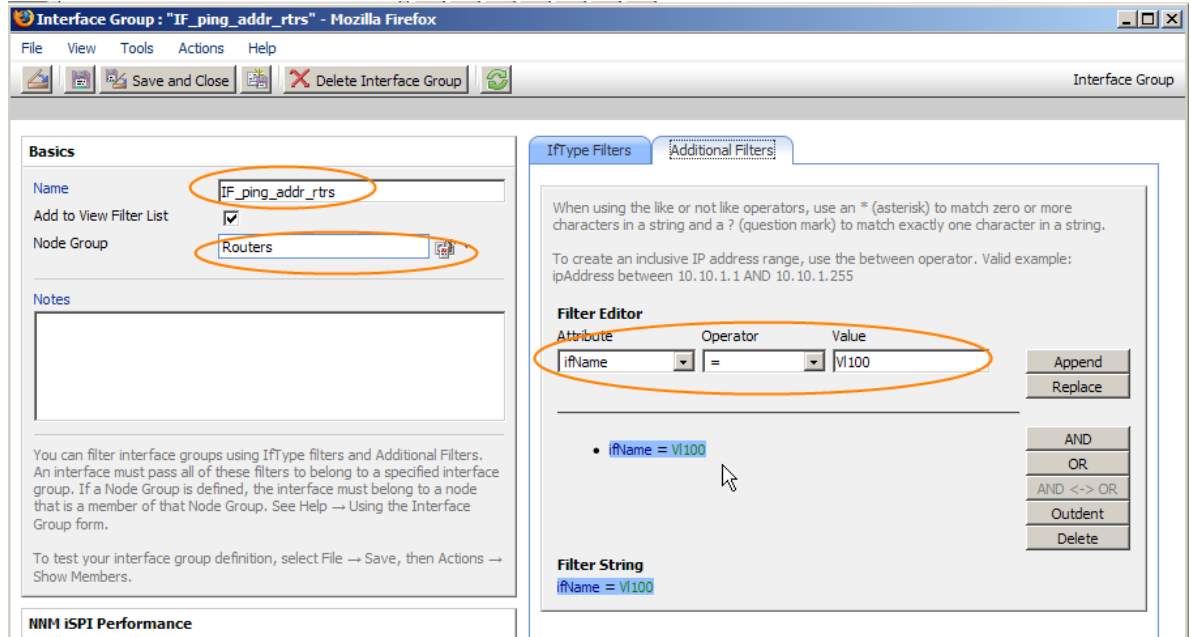 Interface Group : "IF_ping_addr_rtrs" - Mozilla Firefox
File View Tools Actions Help
Save and Close Delete Interface Group Interface Group
Basics
Name IF_ping_addr_rtrs
Add to View Filter List
Node Group Routers
Notes
You can filter interface groups using IfType filters and Additional Filters.
An interface must pass all of these filters to belong to a specified interface
group. If a Node Group is defined, the interface must belong to a node
that is a member of that Node Group. See Help → Using the Interface
Group form.
To test your interface group definition, select File → Save, then Actions →
Show Members.
NNM iSPI Performance
IfType Filters Additional Filters
When using the like or not like operators, use an * (asterisk) to match zero or more
characters in a string and a ? (question mark) to match exactly one character in a string.
To create an inclusive IP address range, use the between operator. Valid example:
ipAddress between 10.10.1.1 AND 10.10.1.255
Filter Editor
Attribute Operator Value
ifName = Vl100
Append
Replace
• ifName = Vl100
AND
OR
AND <-> OR
Outdent
Delete
Filter String
ifName = Vl100